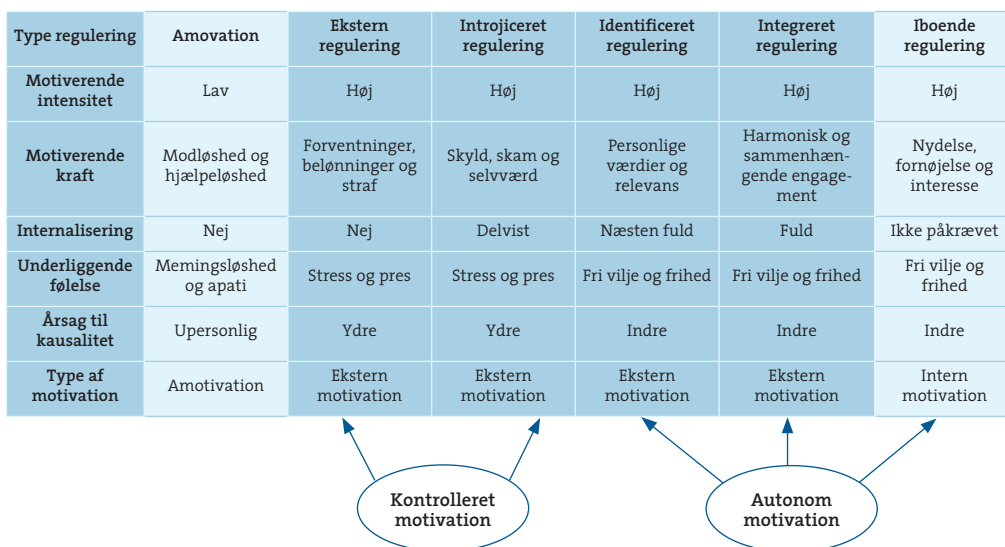 Type regulering
Amovation
Ekstern
regulering
Introjiceret
regulering
Identificeret
regulering
Integreret
regulering
Iboende
regulering
Motiverende
intensitet
Lav
Høj
Høj
Høj
Høj
Høj
Motiverende
kraft
Modløshed og
hjælpeløshed
Forventninger,
belønninger og
straf
Skyld, skam og
selvværd
Personlige
værdier og
relevans
Harmonisk og
sammenhæn-
gende engage-
ment
Nydelse,
fornøjelse og
interesse
Internalisering
Nej
Nej
Delvist
Næsten fuld
Fuld
Ikke påkrævet
Underliggende
følelse
Memingsløshed
og apati
Stress og pres
Stress og pres
Fri vilje og frihed
Fri vilje og frihed
Fri vilje og
frihed
Årsag til
kausalitet
Upersonlig
Ydre
Ydre
Indre
Indre
Indre
Type af
motivation
Amotivation
Ekstern
motivation
Ekstern
motivation
Ekstern
motivation
Ekstern
motivation
Intern
motivation
Kontrolleret
motivation
Autonom
motivation